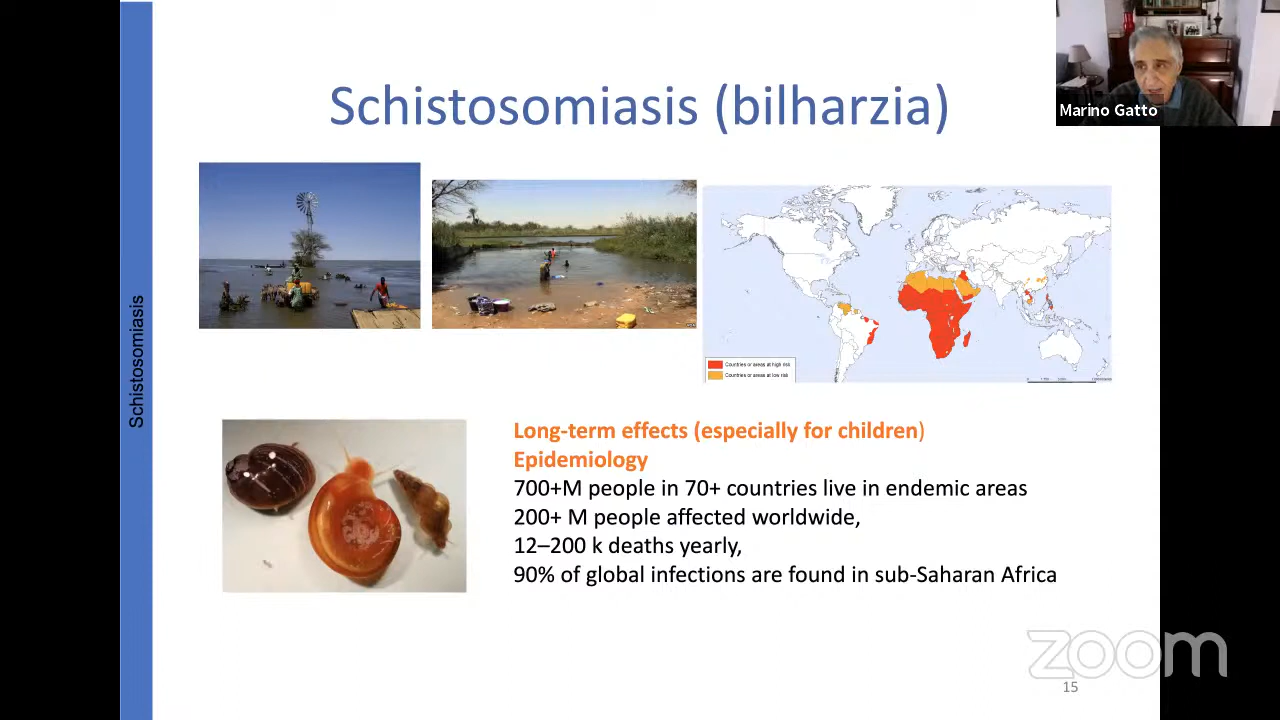 Schistosomiasis (bilharzia)
Marino Gatto
Schistosomiasis
Countries or areas at high risk
Countries or areas at low risk
Long-term effects (especially for children)
Epidemiology
700+M people in 70+ countries live in endemic areas
200+ M people affected worldwide,
12–200 k deaths yearly,
90% of global infections are found in sub-Saharan Africa
zoom
15